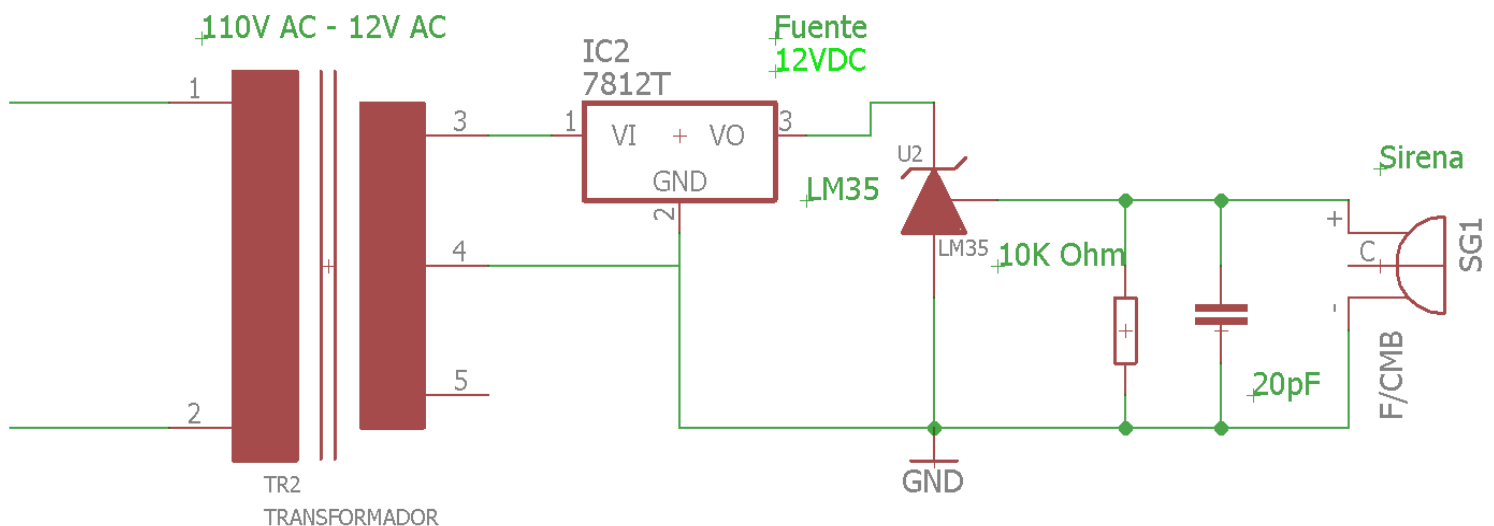 110V AC - 12V AC
Fuente
12VDC
IC2
7812T
1
3
1
VI
VO
3
GND
2
U2
LM35
LM35
Sirena
+
C
-
SG1
F/CMB
4
10K Ohm
5
20pF
2
GND
TR2
TRANSFORMADOR